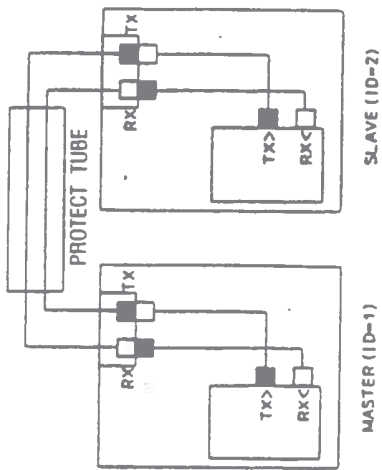 PROTECT TUBE
RX
TX
TX>
RX<
MASTER (ID=1)
RX
TX
TX>
RX<
SLAVE (ID=2)